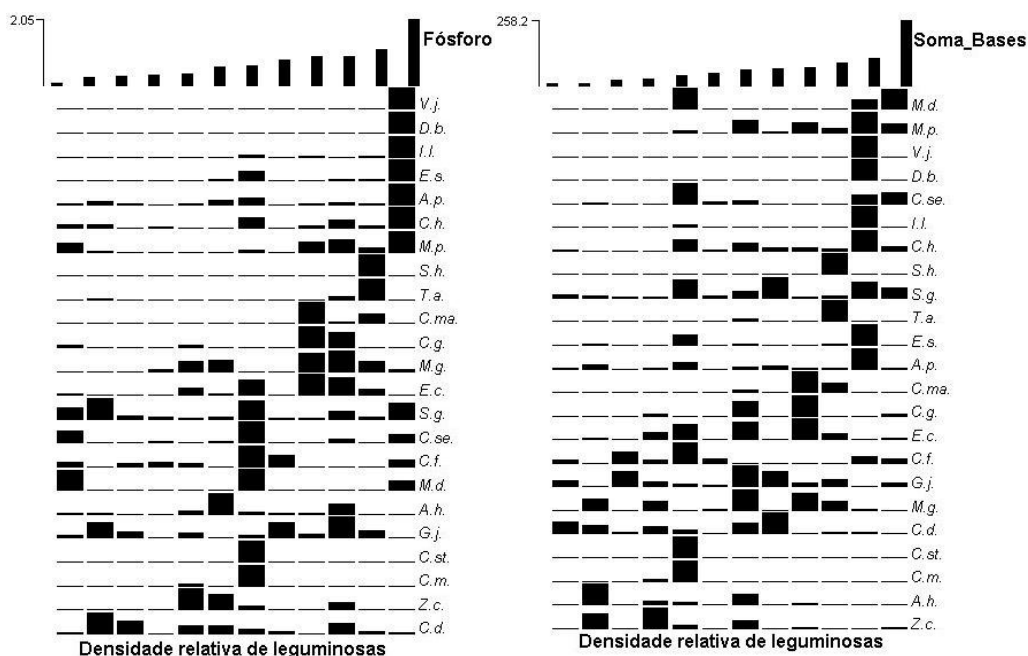 2.05
Fósforo
V.j.
D.b.
I.l.
E.s.
A.p.
C.h.
M.p.
S.h.
T.a.
C.ma.
C.g.
M.g.
E.c.
S.g.
C.se.
C.f.
M.d.
A.h.
G.j.
C.st.
C.m.
Z.c.
C.d.
Densidade relativa de leguminosas
258.2
Soma_Bases
M.d.
M.p.
V.j.
D.b.
C.se.
I.l.
C.h.
S.h.
S.g.
T.a.
E.s.
A.p.
C.ma.
C.g.
E.c.
C.f.
G.j.
M.g.
C.d.
C.st.
C.m.
A.h.
Z.c.
Densidade relativa de leguminosas